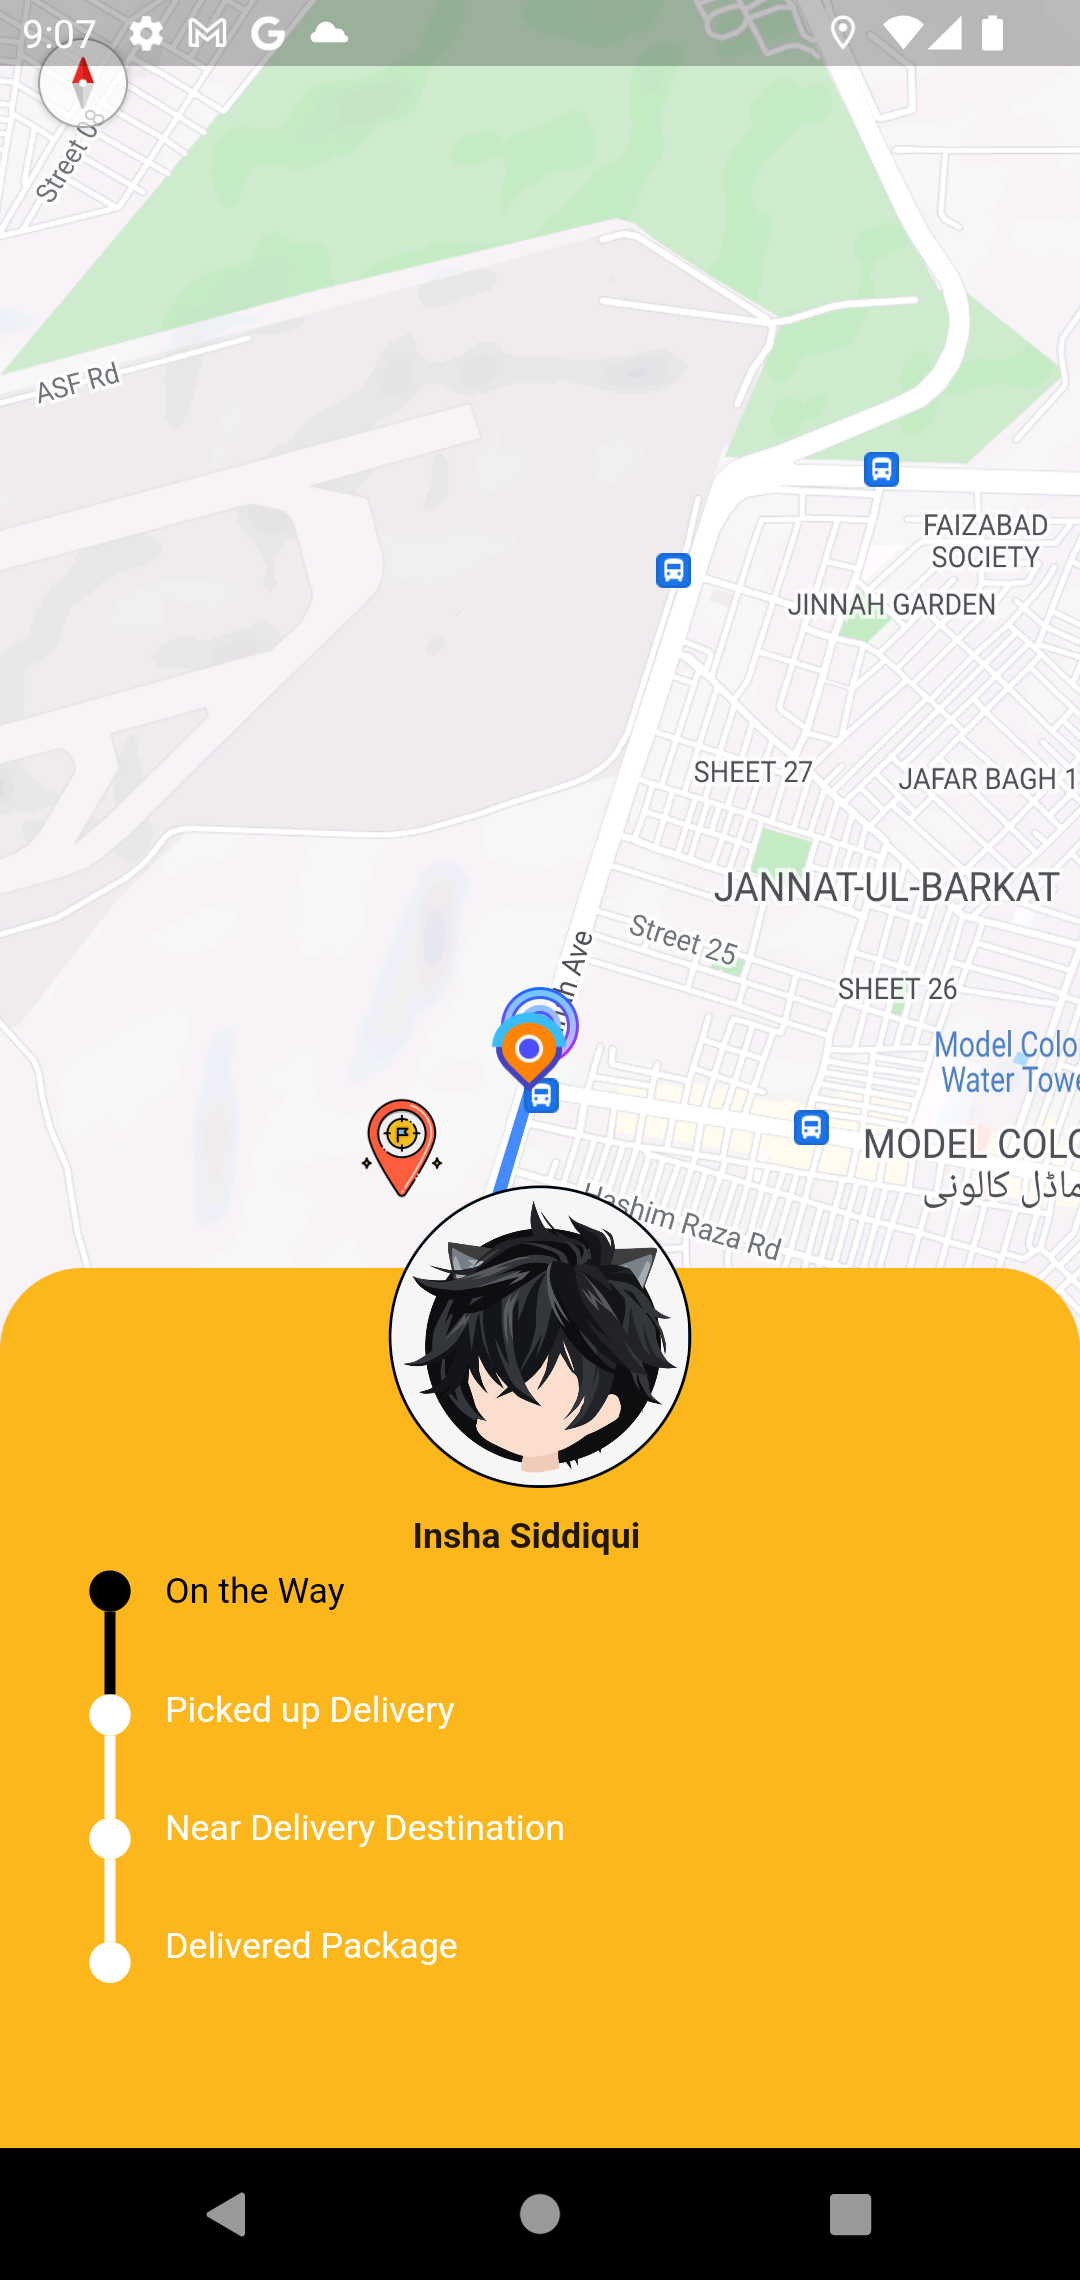 9:07
Street 08
ASF Rd
FAIZABAD
SOCIETY
JINNAH GARDEN
SHEET 27
JAFAR BAGH 1
JANNAT-UL-BARKAT
Street 25
Ave
SHEET 26
Model Colo
Water Towe
MODEL COLO
ماڈل کالونی
Hashim Raza Rd
Insha Siddiqui
On the Way
Picked up Delivery
Near Delivery Destination
Delivered Package